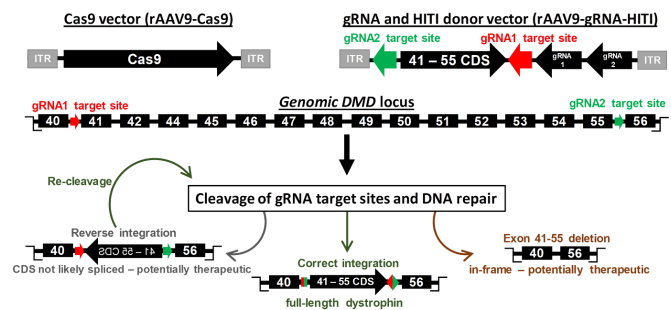 Cas9 vector (rAAV9-Cas9)
ITR Cas9 ITR
gRNA and HITI donor vector (rAAV9-gRNA-HITI)
gRNA2 target site gRNA1 target site
ITR 41 – 55 CDS gRNA 1 gRNA 2 ITR
Genomic DMD locus
gRNA1 target site gRNA2 target site
40 41 42 44 45 46 47 48 49 50 51 52 53 54 55 56
Re-cleavage
Cleavage of gRNA target sites and DNA repair
Reverse integration
40 41 – 55 CDS 56
CDS not likely spliced – potentially therapeutic
Correct integration
40 41 – 55 CDS 56
full-length dystrophin
Exon 41-55 deletion
40 56
in-frame – potentially therapeutic